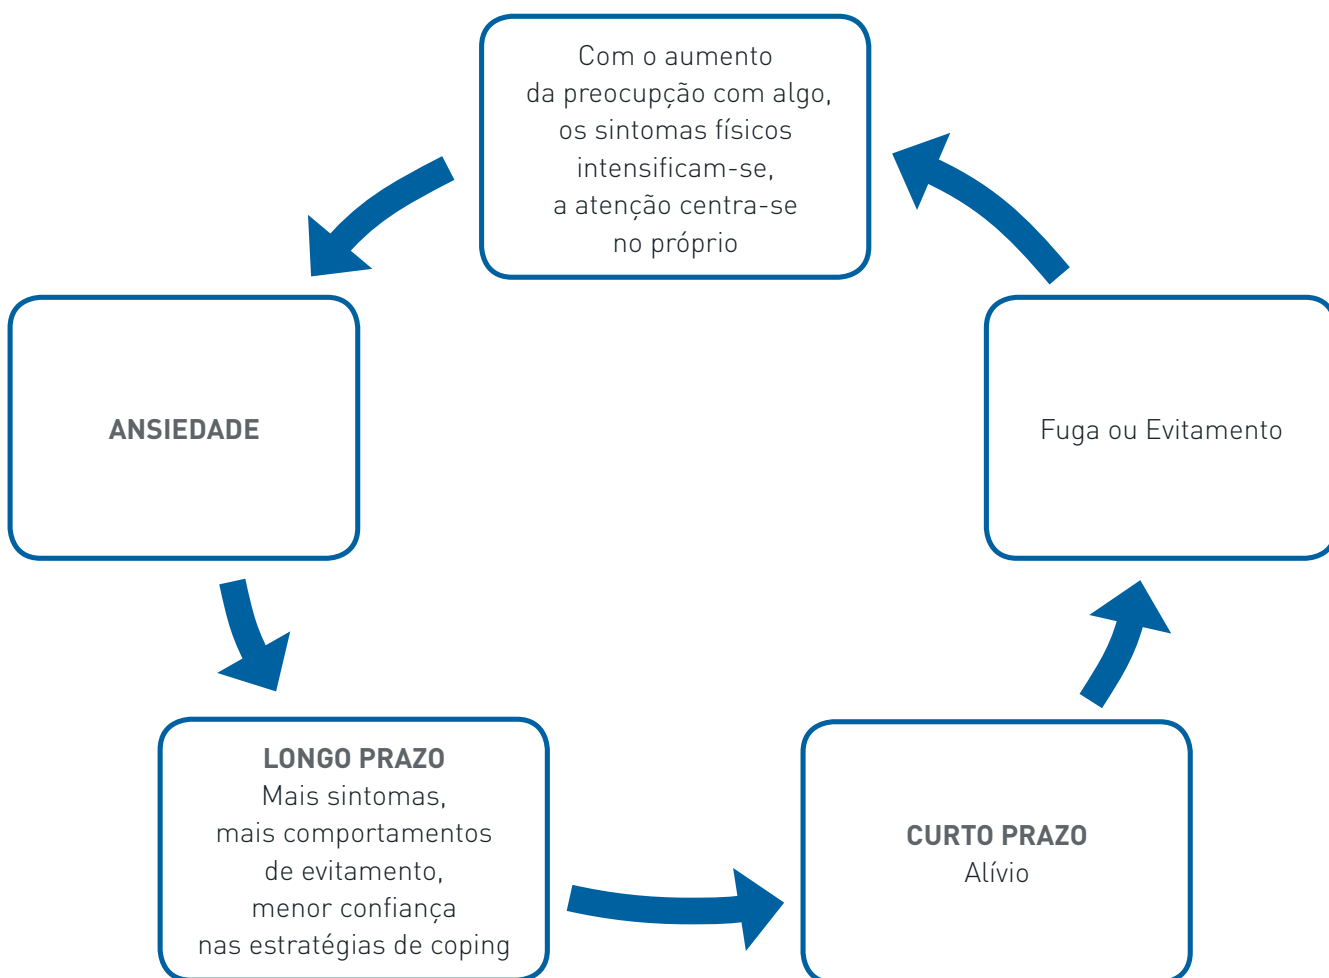 Com o aumento
da preocupção com algo,
os sintomas físicos
intensificam-se,
a atenção centra-se
no próprio
ANSIEDADE
Fuga ou Evitamento
LONGO PRAZO
Mais sintomas,
mais comportamentos
de evitamento,
menor confiança
nas estratégias de coping
CURTO PRAZO
Alívio